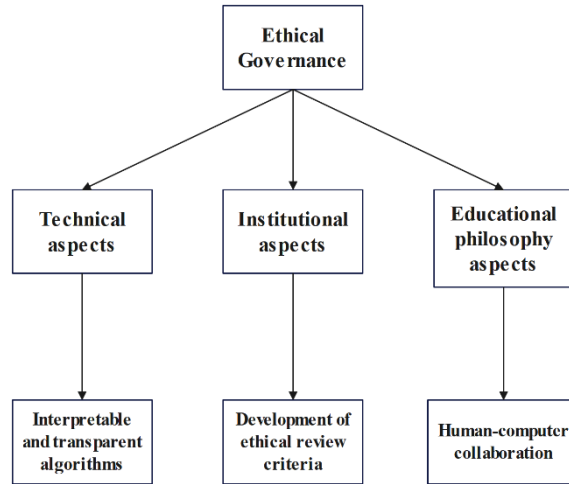 Ethical
Governance
Technical
aspects
Institutional
aspects
Educational
philosophy
aspects
Interpretable
and transparent
algorithms
Development of
ethical review
criteria
Human-computer
collaboration